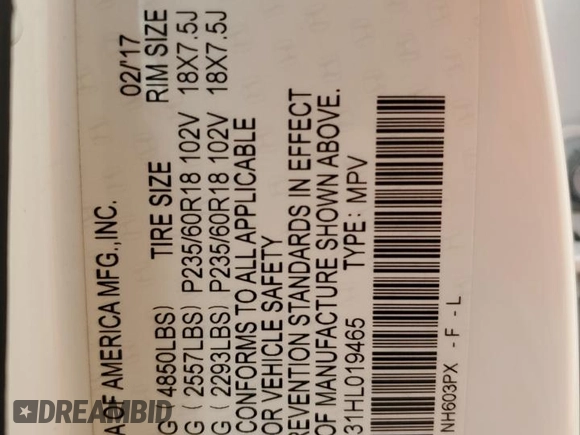 A OF AMERICA MFG.,INC. 02/'17
G ( 4850LBS) TIRE SIZE RIM SIZE
G ( 2557LBS) P235/60R18 102V 18X7.5J
G ( 2293LBS) P235/60R18 102V 18X7.5J
CONFORMS TO ALL APPLICABLE
OR VEHICLE SAFETY
REVENTION STANDARDS IN EFFECT
OF MANUFACTURE SHOWN ABOVE.
31HL019465 TYPE: MPV
NH603PX - F - L
DREAMBID